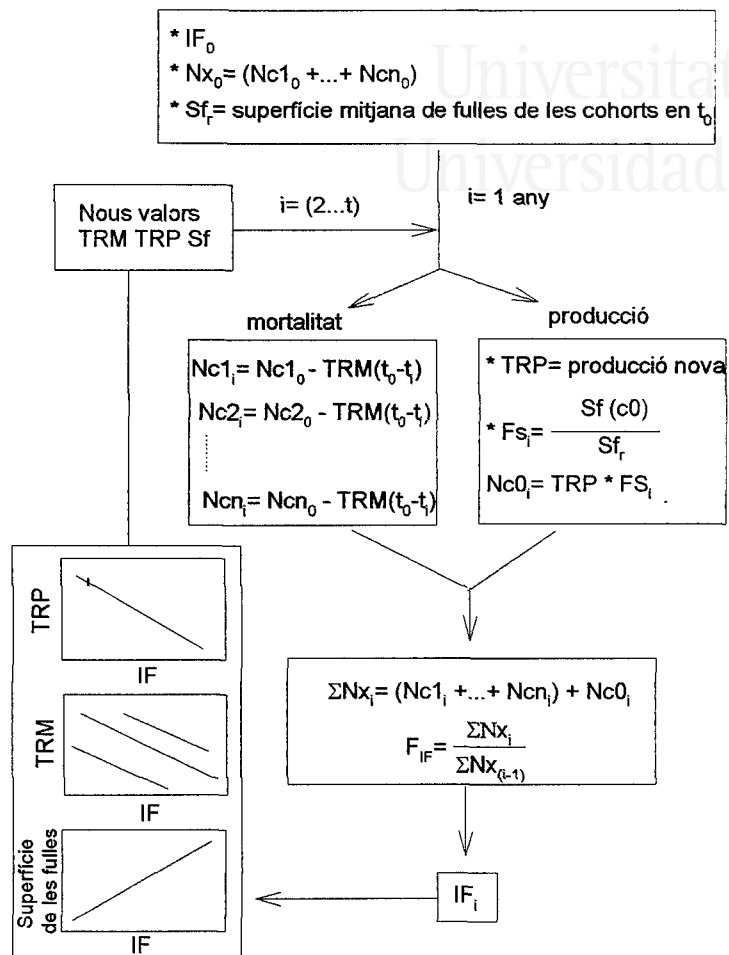 Universitat
Universidad
* IF₀
* Nx₀= (Nc1₀ +...+ Ncn₀)
* Sfᵣ= superfície mitjana de fulles de les cohorts en t₀
Nous valors
TRM TRP Sf
i= (2...t)
i= 1 any
mortalitat
Nc1ᵢ= Nc1₀ - TRM(t₀-tᵢ)
Nc2ᵢ= Nc2₀ - TRM(t₀-tᵢ)
Ncnᵢ= Ncn₀ - TRM(t₀-tᵢ)
producció
* TRP= producció nova
* Fsᵢ= Sf (c0) / Sfᵣ
Nc0ᵢ= TRP * FSᵢ
ΣNxᵢ= (Nc1ᵢ +...+ Ncnᵢ) + Nc0ᵢ
F_IF= ΣNxᵢ / ΣNx₍ᵢ₋₁₎
IFᵢ
TRP
IF
TRM
IF
Superfície
de les fulles
IF